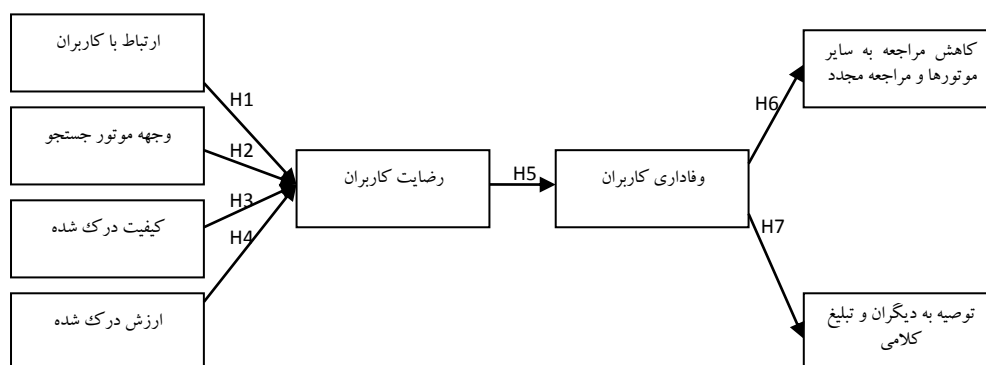 ارتباط با کاربران
وجهه موتور جستجو
کیفیت درک شده
ارزش درک شده
H1
H2
H3
H4
رضایت کاربران
H5
وفاداری کاربران
H6
H7
کاهش مراجعه به سایر
موتورها و مراجعه مجدد
توصیه به دیگران و تبلیغ
کلامی